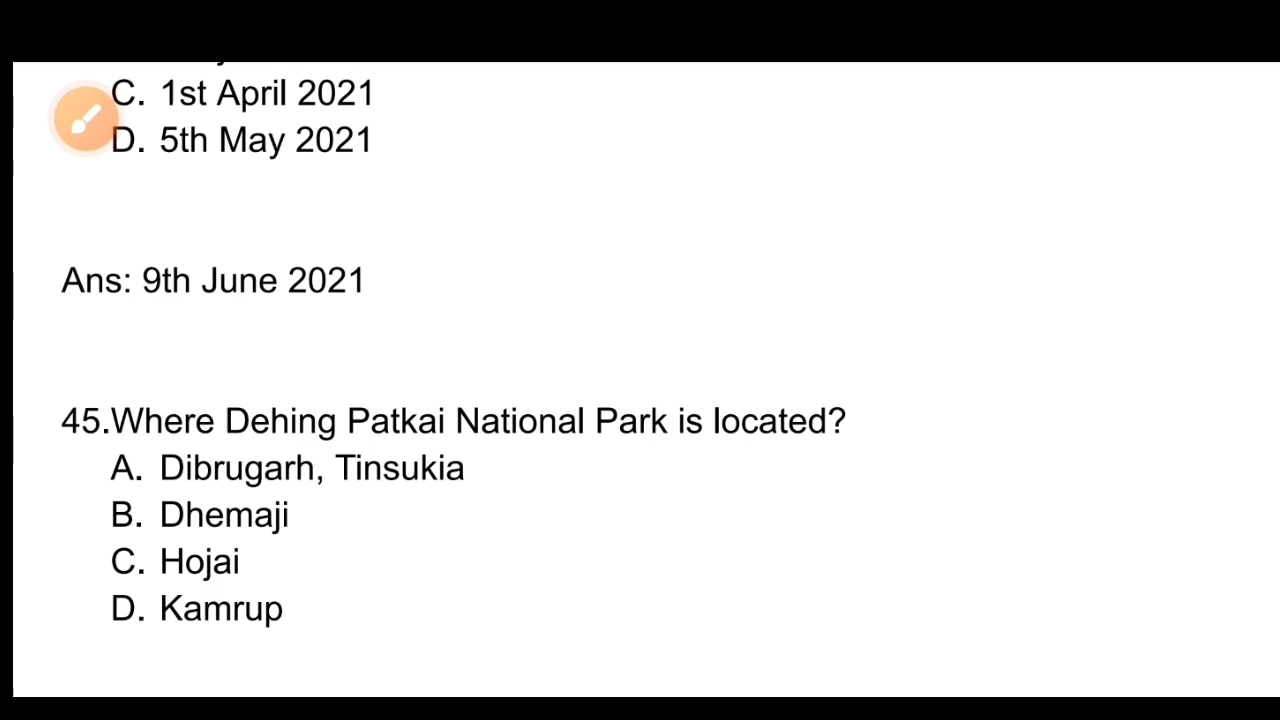 C. 1st April 2021
D. 5th May 2021
Ans: 9th June 2021
45.Where Dehing Patkai National Park is located?
A. Dibrugarh, Tinsukia
B. Dhemaji
C. Hojai
D. Kamrup